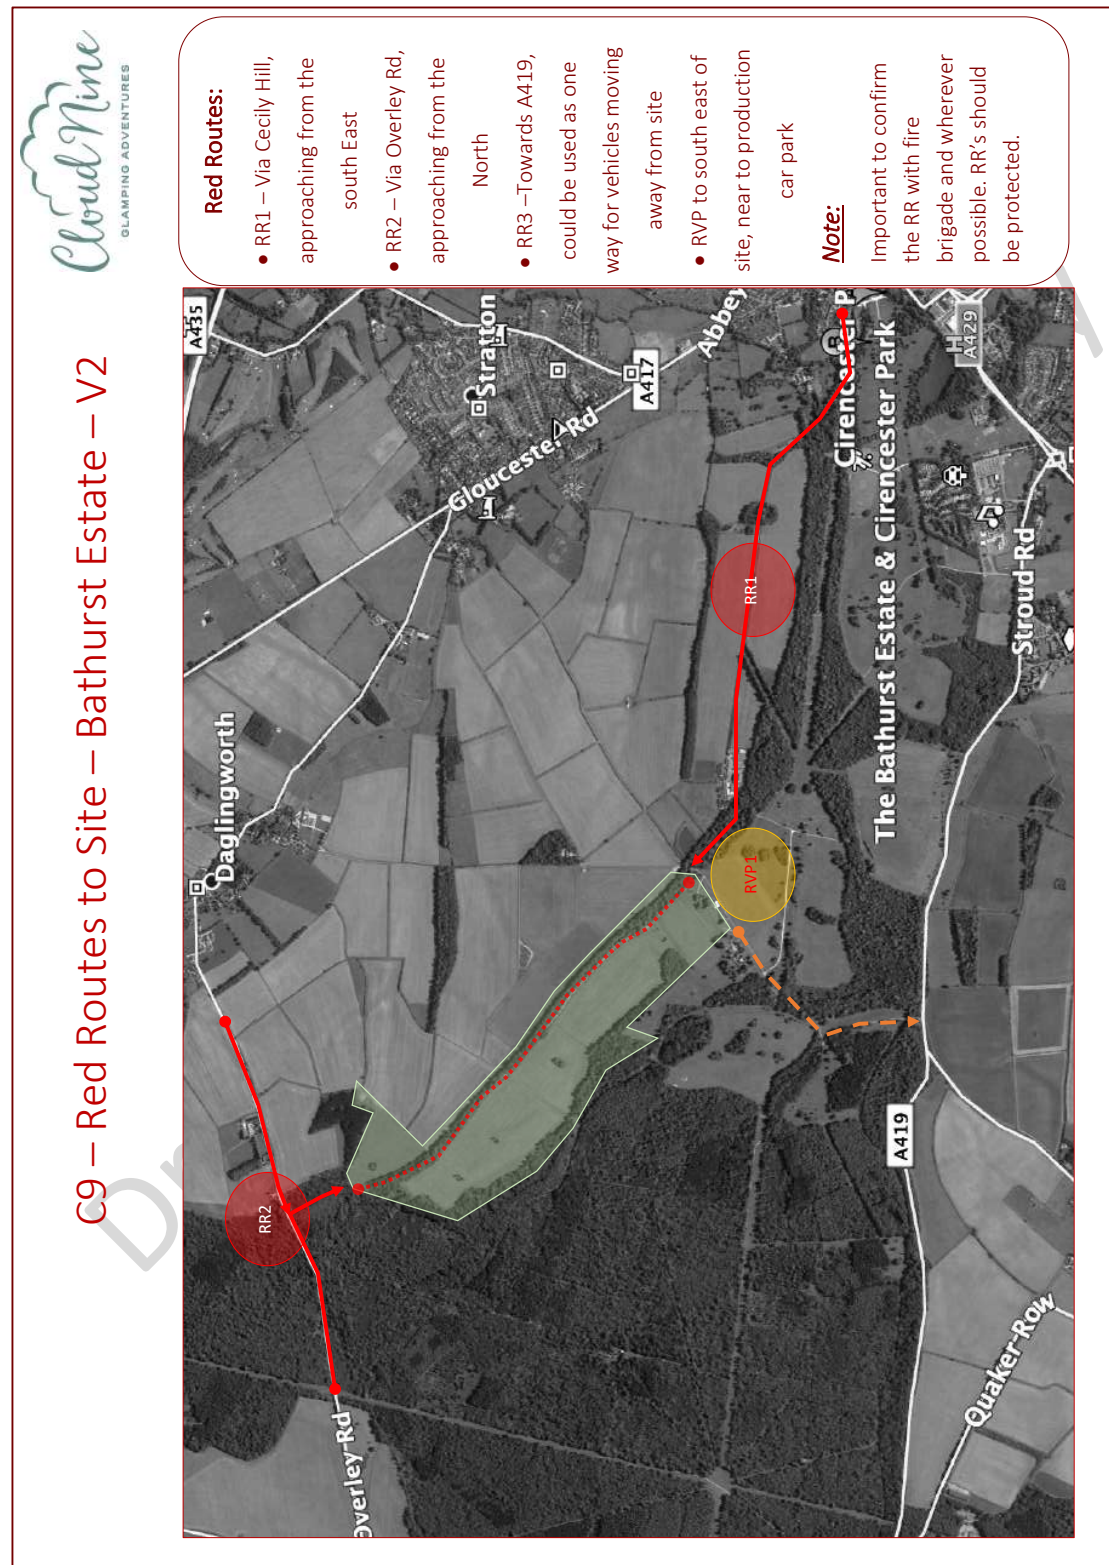 C9 – Red Routes to Site – Bathurst Estate – V2
Cloud Nine
GLAMPING ADVENTURES
Red Routes:
• RR1 – Via Cecily Hill,
approaching from the
south East
• RR2 – Via Overley Rd,
approaching from the
North
• RR3 –Towards A419,
could be used as one
way for vehicles moving
away from site
• RVP to south east of
site, near to production
car park
Note:
Important to confirm
the RR with fire
brigade and wherever
possible. RR's should
be protected.
A435
Stratton
Daglingworth
Gloucester-Rd
A417
Abbey
RR2
Overley-Rd
RR1
RVP1
Cirencester P
H
A429
The Bathurst Estate & Cirencester Park
Stroud-Rd
A419
Quaker-Row